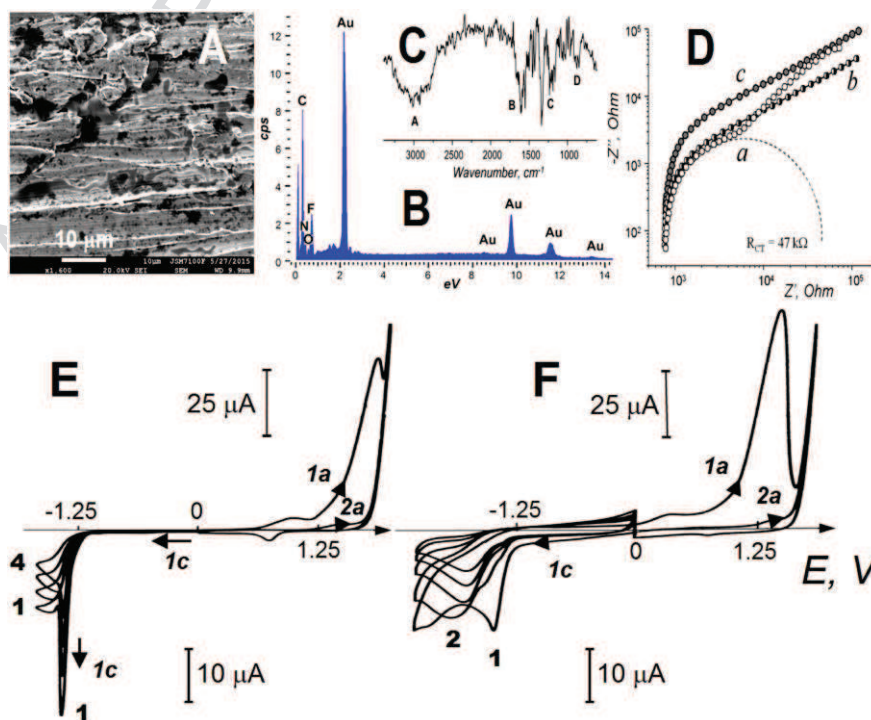 A
10 µm
10µm JSM7100F 5/27/2015
x1,600 20.0kV SEI SEM WD 9.9mm
cps
12
10
8
6
4
2
0
C
N
O
F
Au
Au
Au
Au
B
0 2 4 6 8 10 12 14
eV
C
A
B
C
D
3000 2500 2000 1500 1000
Wavenumber, cm-1
D
-Z'', Ohm
10⁵
10⁴
10³
10²
c
b
a
RCT = 47 kΩ
10³ 10⁴ 10⁵
Z', Ohm
E
25 µA
1a
2a
-1.25 0 1.25
1c
4
1
1c
1
10 µA
F
25 µA
1a
2a
-1.25 0 1.25
1c
E, V
2
1
10 µA